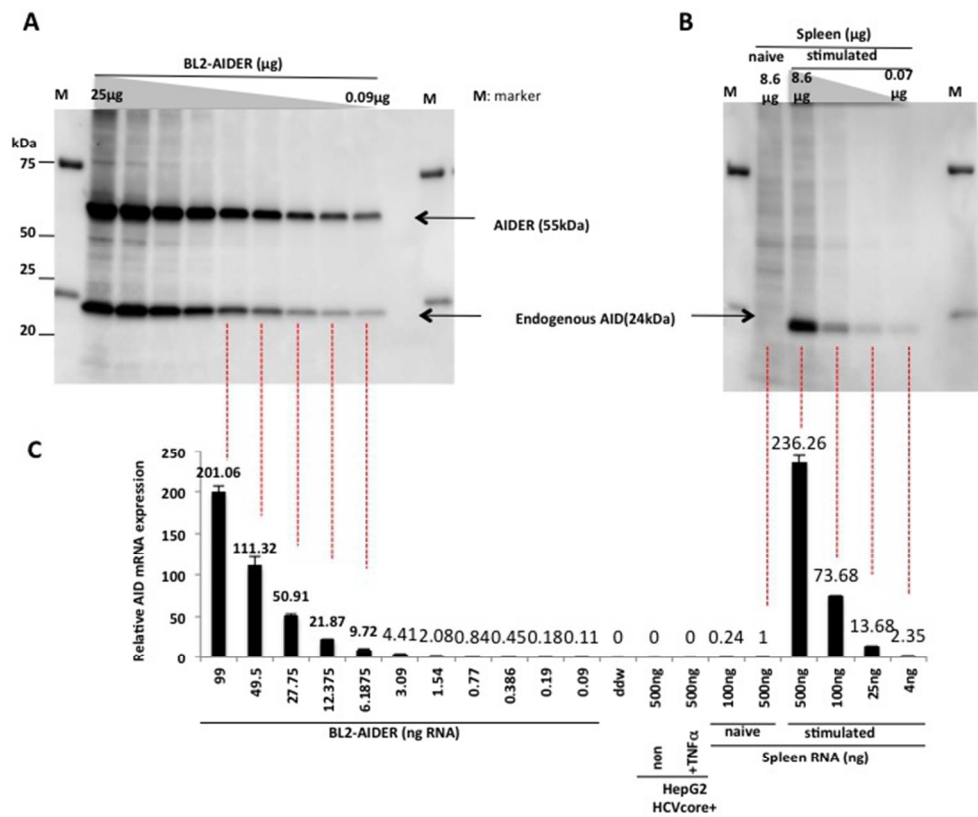 A
BL2-AIDER (µg)
M
25µg
0.09µg
M
M: marker
kDa
75
50
25
20
AIDER (55kDa)
Endogenous AID(24kDa)
B
Spleen (µg)
naive
stimulated
8.6 µg
8.6 µg
0.07 µg
M
M
C
Relative AID mRNA expression
250
200
150
100
50
0
201.06
111.32
50.91
21.87
9.72
4.41
2.08
0.84
0.45
0.18
0.11
0
0
0
0.24
1
236.26
73.68
13.68
2.35
99
49.5
27.75
12.375
6.1875
3.09
1.54
0.77
0.386
0.19
0.09
ddw
500ng
500ng
100ng
500ng
500ng
100ng
25ng
4ng
BL2-AIDER (ng RNA)
non
+TNFα
HepG2
HCVcore+
naive
stimulated
Spleen RNA (ng)